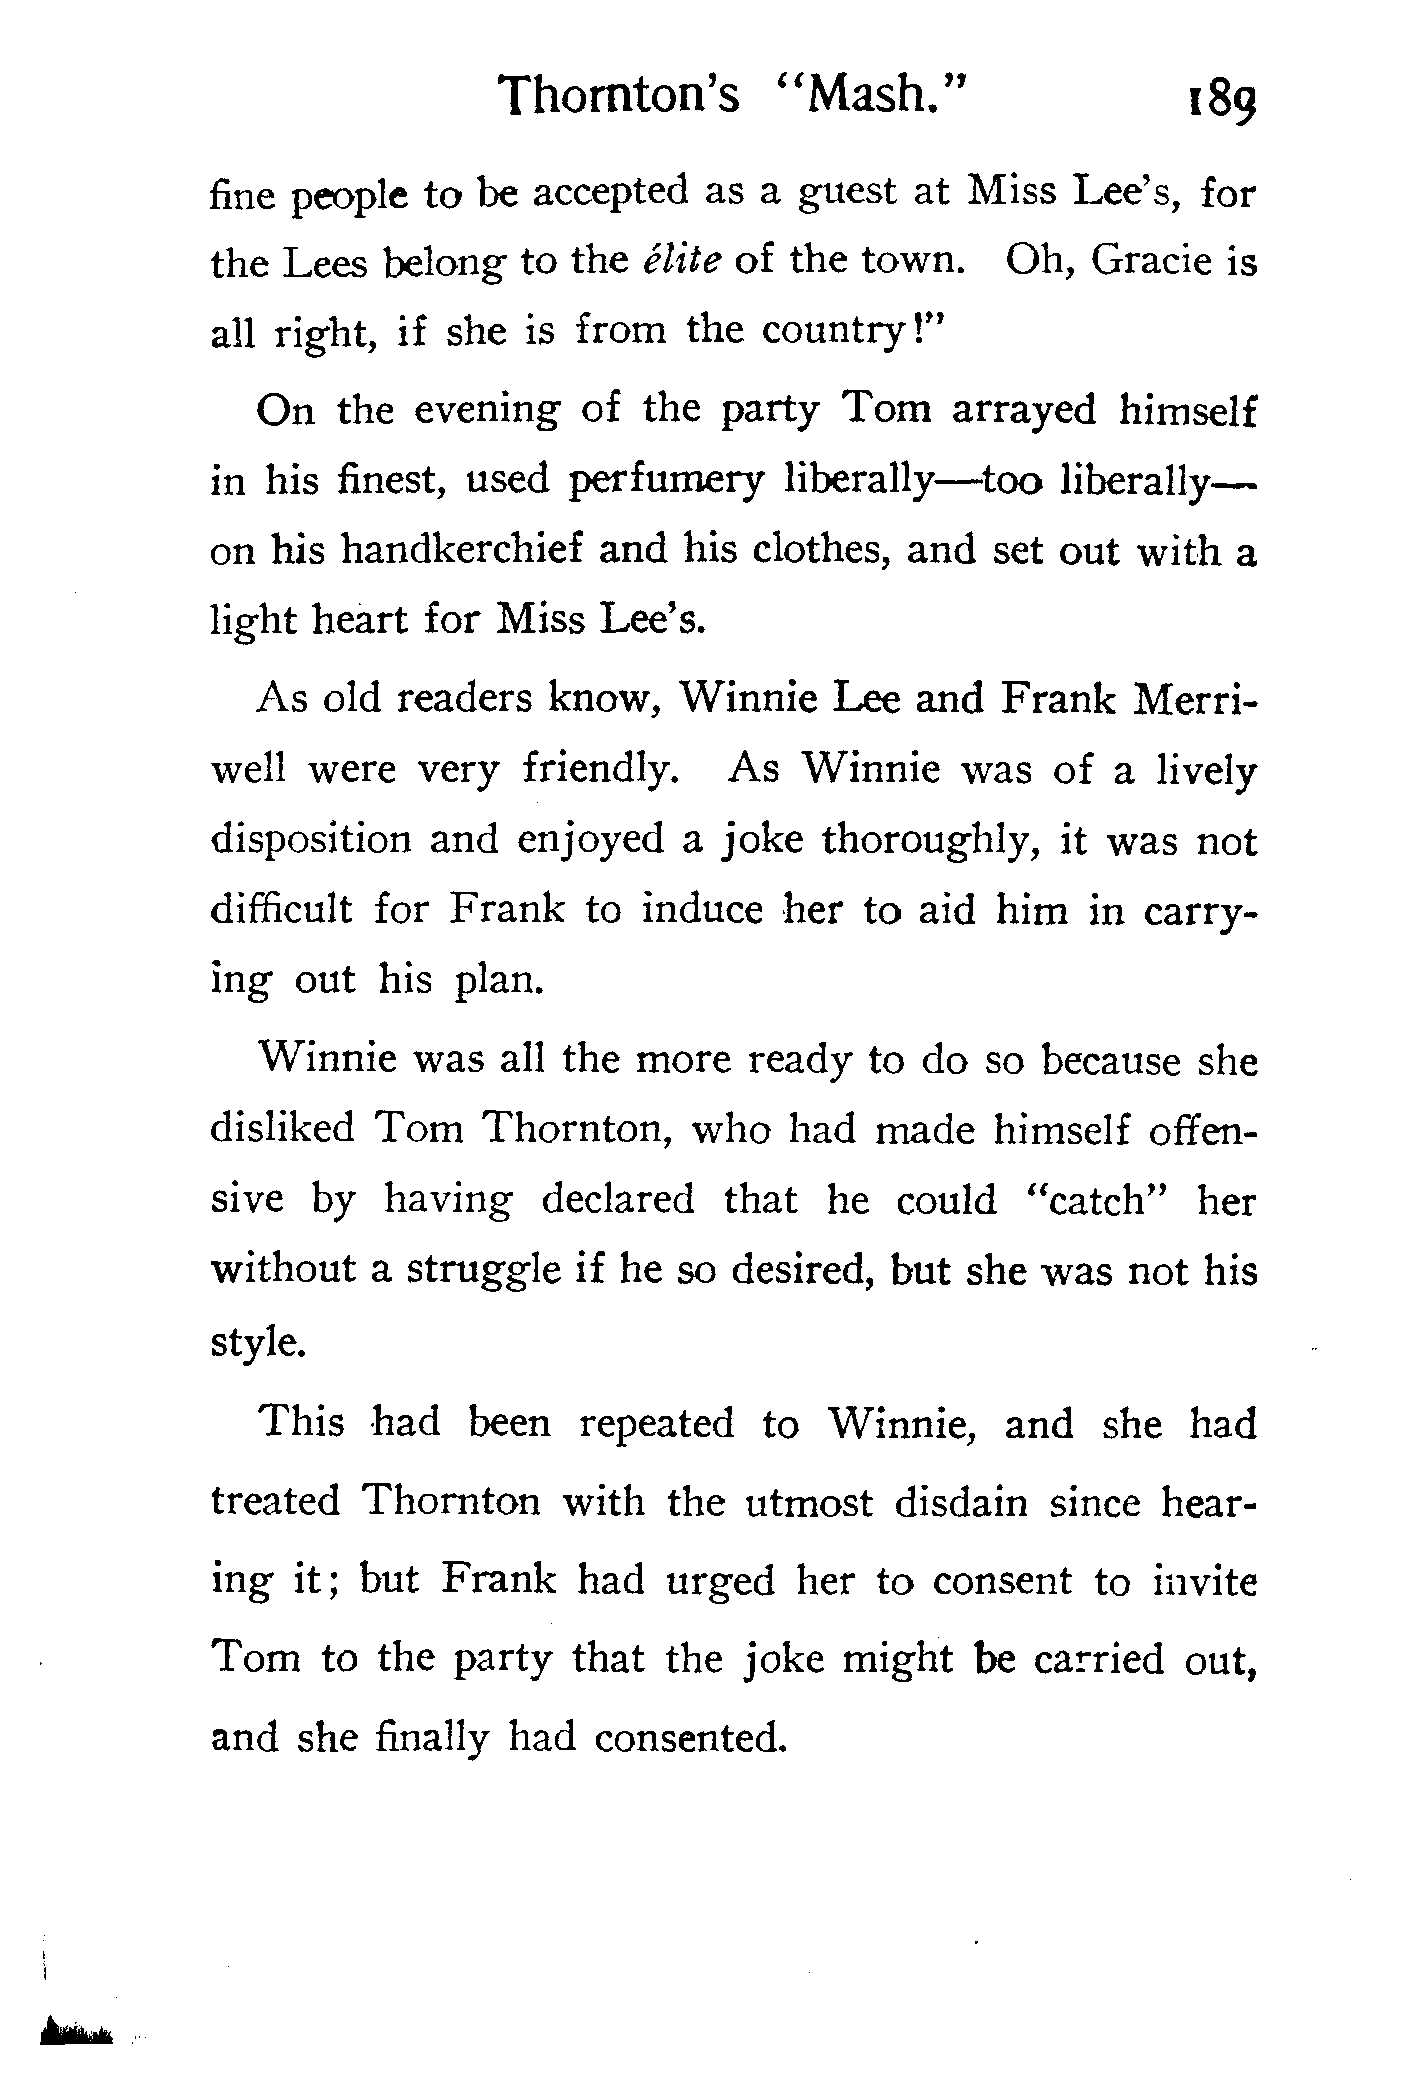 Thornton's "Mash." 189
fine people to be accepted as a guest at Miss Lee's, for
the Lees belong to the élite of the town. Oh, Gracie is
all right, if she is from the country!"
On the evening of the party Tom arrayed himself
in his finest, used perfumery liberally—too liberally—
on his handkerchief and his clothes, and set out with a
light heart for Miss Lee's.
As old readers know, Winnie Lee and Frank Merri-
well were very friendly. As Winnie was of a lively
disposition and enjoyed a joke thoroughly, it was not
difficult for Frank to induce her to aid him in carry-
ing out his plan.
Winnie was all the more ready to do so because she
disliked Tom Thornton, who had made himself offen-
sive by having declared that he could "catch" her
without a struggle if he so desired, but she was not his
style.
This had been repeated to Winnie, and she had
treated Thornton with the utmost disdain since hear-
ing it; but Frank had urged her to consent to invite
Tom to the party that the joke might be carried out,
and she finally had consented.